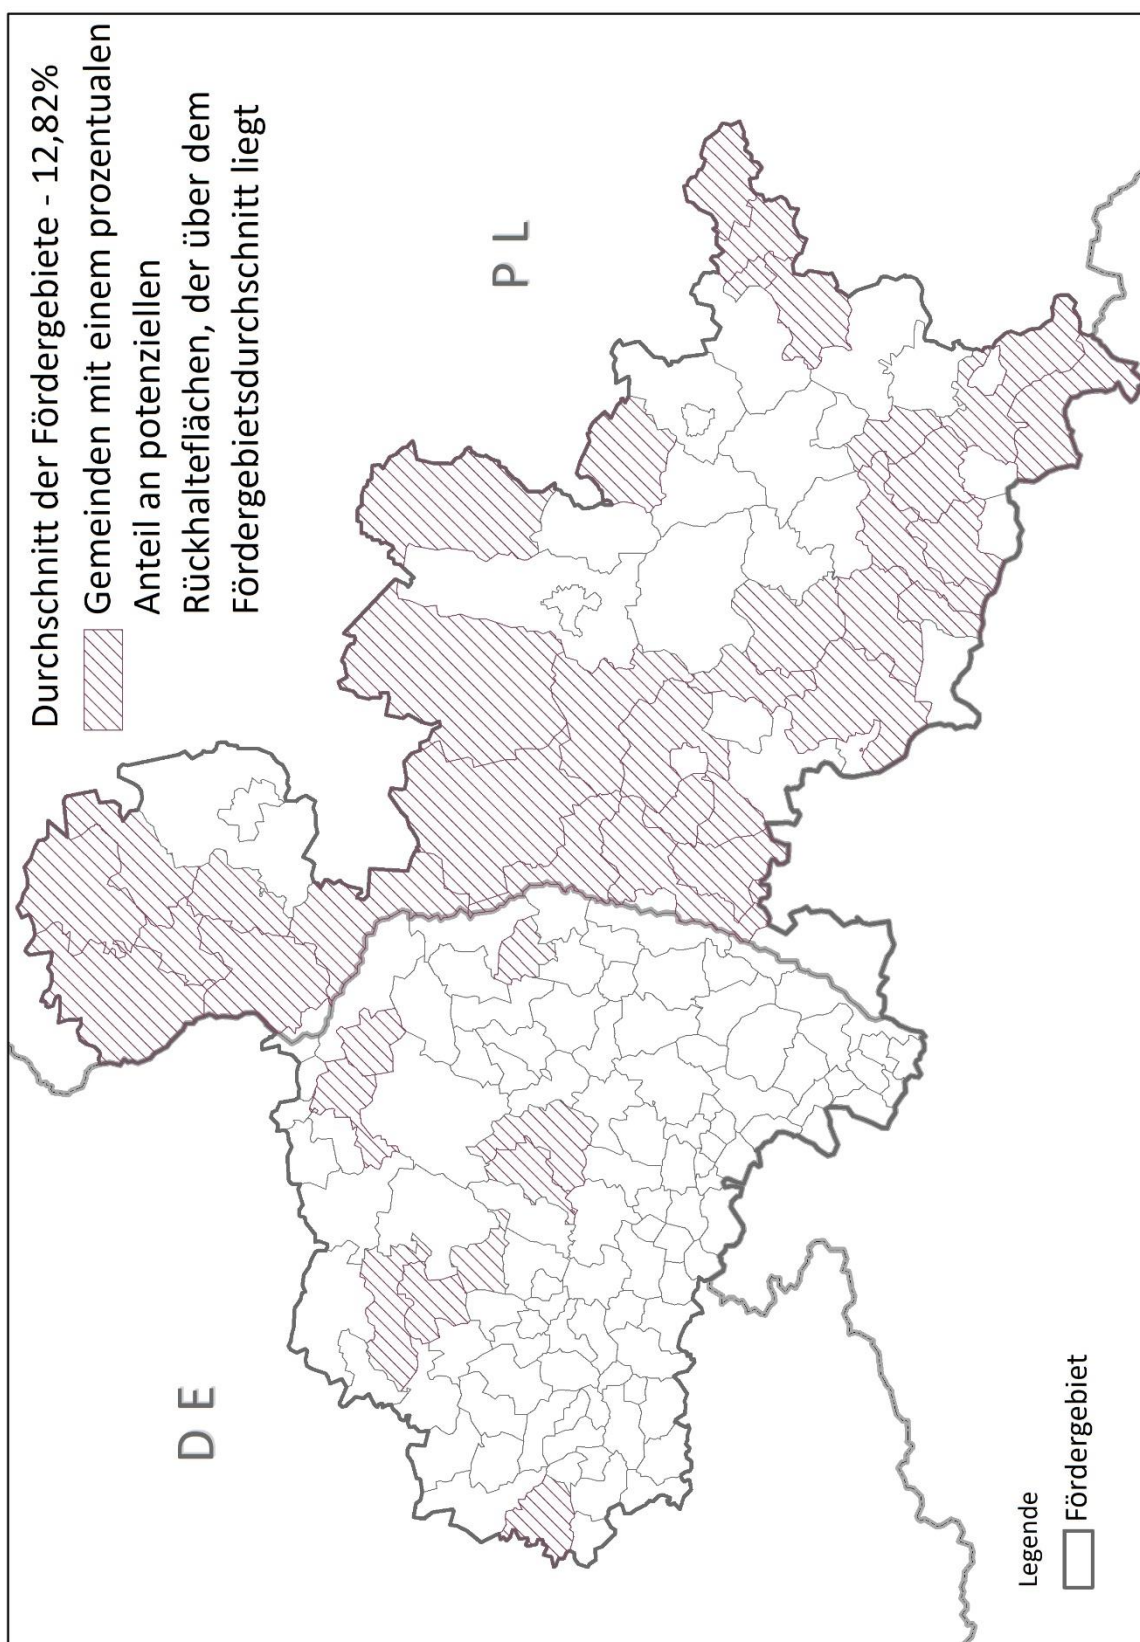 Durchschnitt der Fördergebiete - 12,82%
Gemeinden mit einem prozentualen
Anteil an potenziellen
Rückhalteflächen, der über dem
Fördergebietsdurchschnitt liegt
D E
P L
Legende
Fördergebiet